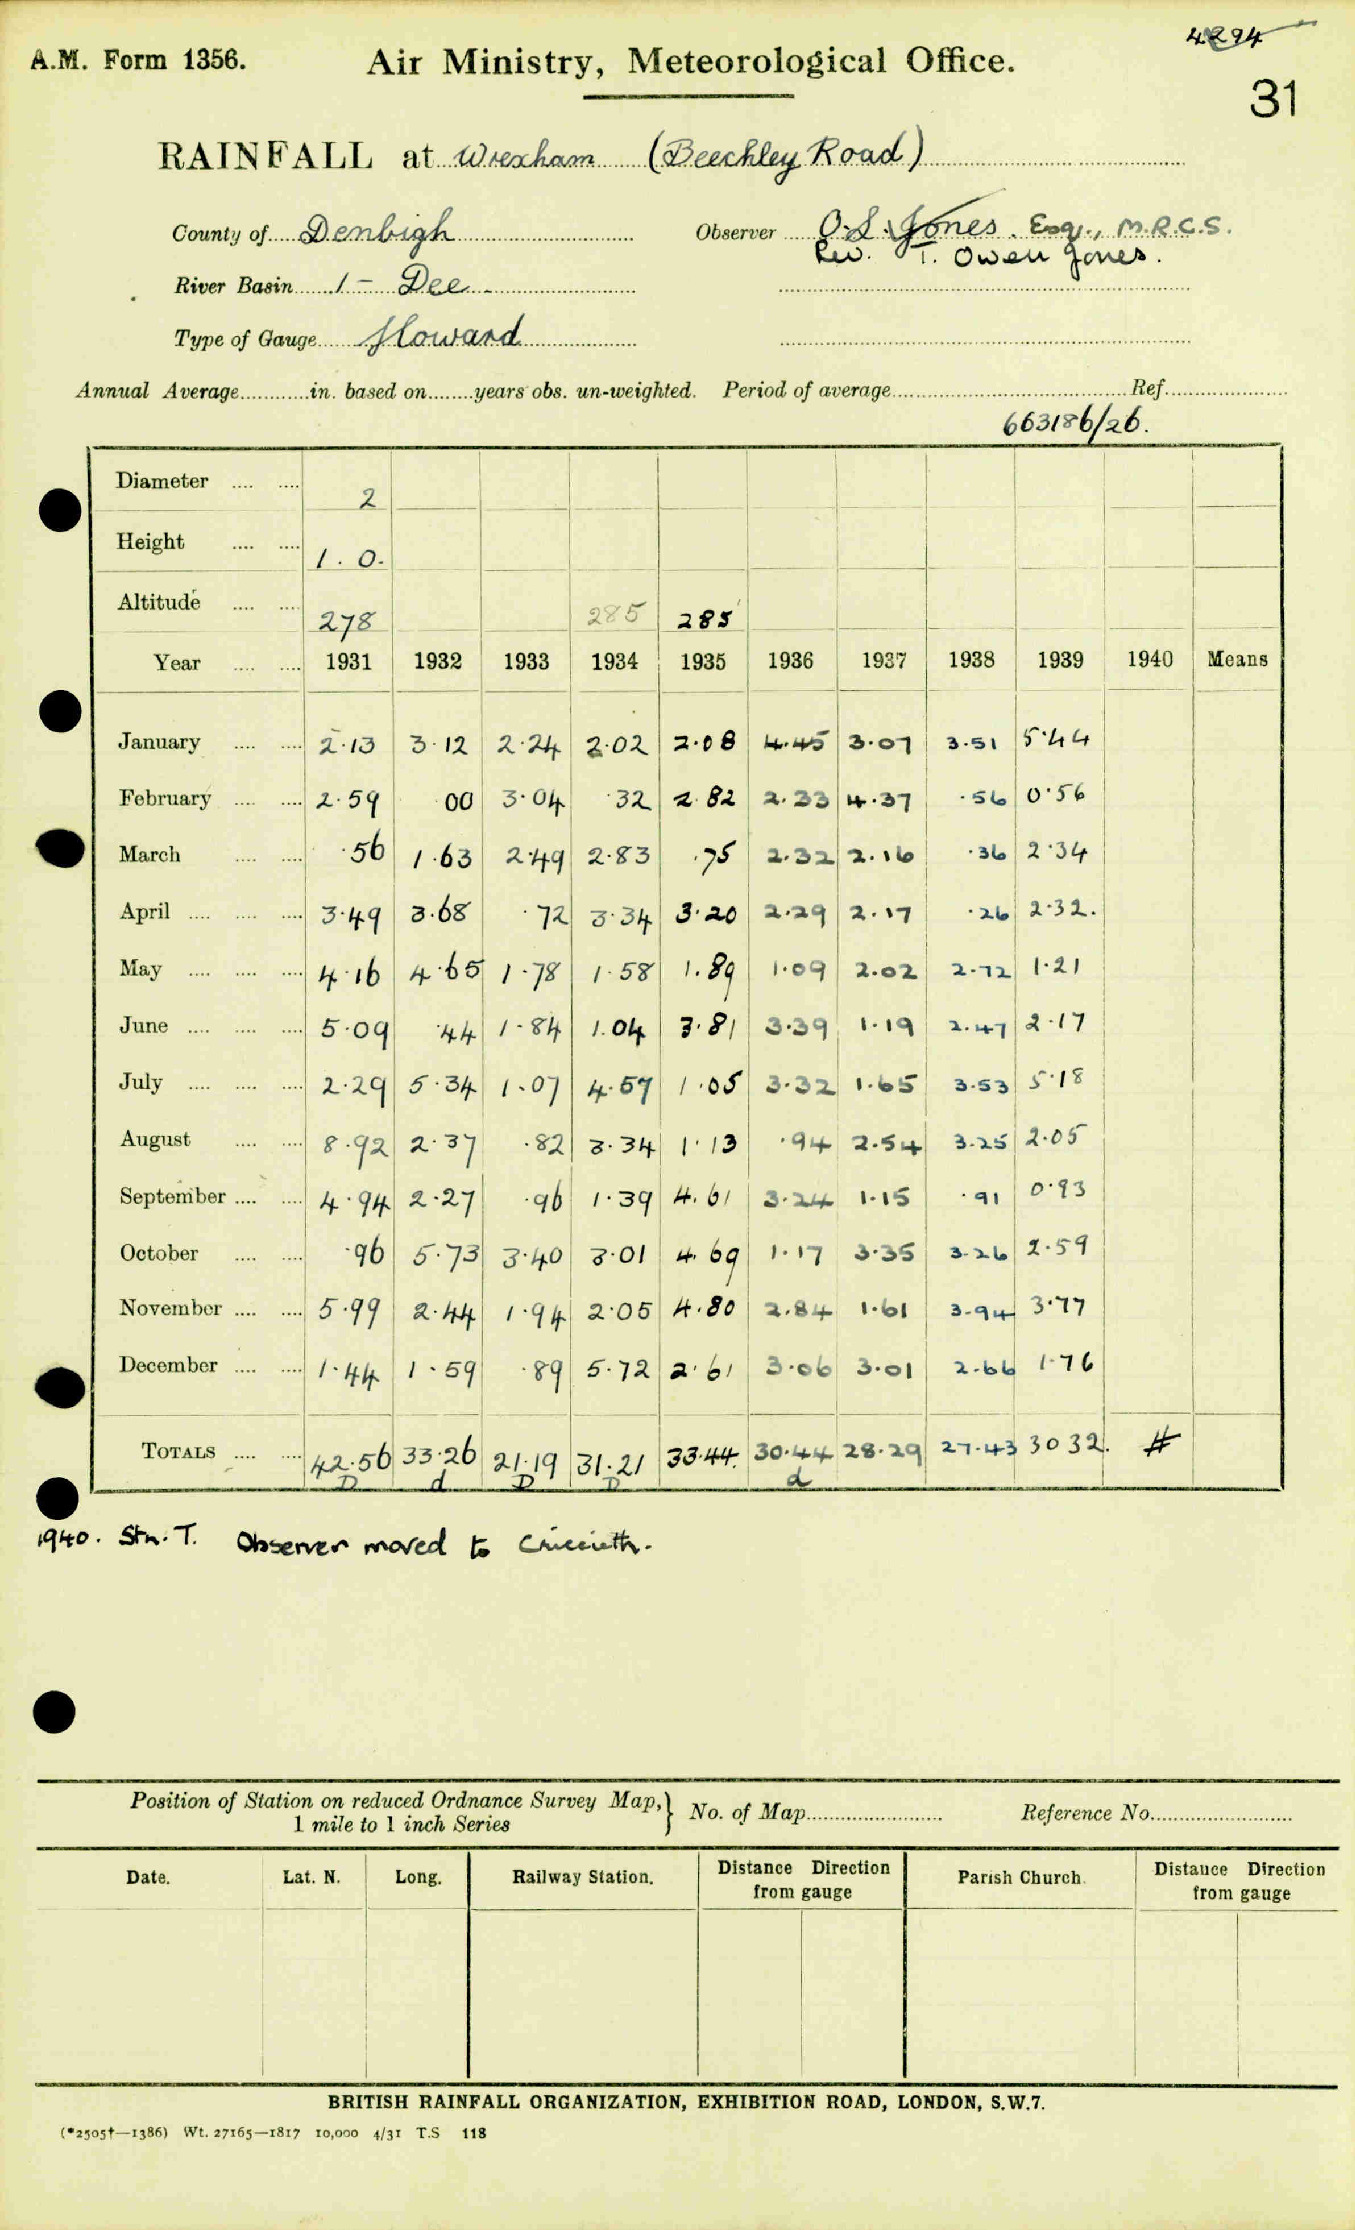 4294
A.M. Form 1356. Air Ministry, Meteorological Office.
31
RAINFALL at Wrexham (Beechley Road)
County of Denbigh Observer O. S. Jones. Esq., M.R.C.S.
Rev. T. Owen Jones.
River Basin 1 - Dee
Type of Gauge Howard
Annual Average in. based on years obs. un-weighted. Period of average Ref.
663186/26.
Diameter 2
Height 1.0.
Altitude 278 285 285
Year 1931 1932 1933 1934 1935 1936 1937 1938 1939 1940 Means
January 2.13 3.12 2.24 2.02 2.08 4.45 3.07 3.51 5.44
February 2.59 00 3.04 .32 2.82 2.33 4.37 .56 0.56
March .56 1.63 2.49 2.83 .75 2.32 2.16 .36 2.34
April 3.49 3.68 .72 3.34 3.20 2.29 2.17 .26 2.32.
May 4.16 4.65 1.78 1.58 1.89 1.09 2.02 2.72 1.21
June 5.09 .44 1.84 1.04 3.81 3.39 1.19 2.47 2.17
July 2.29 5.34 1.07 4.57 1.05 3.32 1.65 3.53 5.18
August 8.92 2.37 .82 3.34 1.13 .94 2.54 3.25 2.05
September 4.94 2.27 .96 1.39 4.61 3.24 1.15 .91 0.93
October .96 5.73 3.40 3.01 4.69 1.17 3.35 3.26 2.59
November 5.99 2.44 1.94 2.05 4.80 2.84 1.61 3.94 3.77
December 1.44 1.59 .89 5.72 2.61 3.06 3.01 2.66 1.76
TOTALS 42.56 33.26 21.19 31.21 33.44. 30.44 28.29 27.43 30 32. #
D d D D d
1940. Stn. T. Observer moved to Criccieth.
Position of Station on reduced Ordnance Survey Map, } No. of Map Reference No.
1 mile to 1 inch Series
Date. Lat. N. Long. Railway Station. Distance Direction from gauge Parish Church. Distance Direction from gauge
BRITISH RAINFALL ORGANIZATION, EXHIBITION ROAD, LONDON, S.W.7.
(*2505†—1386) Wt. 27165—1817 10,000 4/31 T.S 118